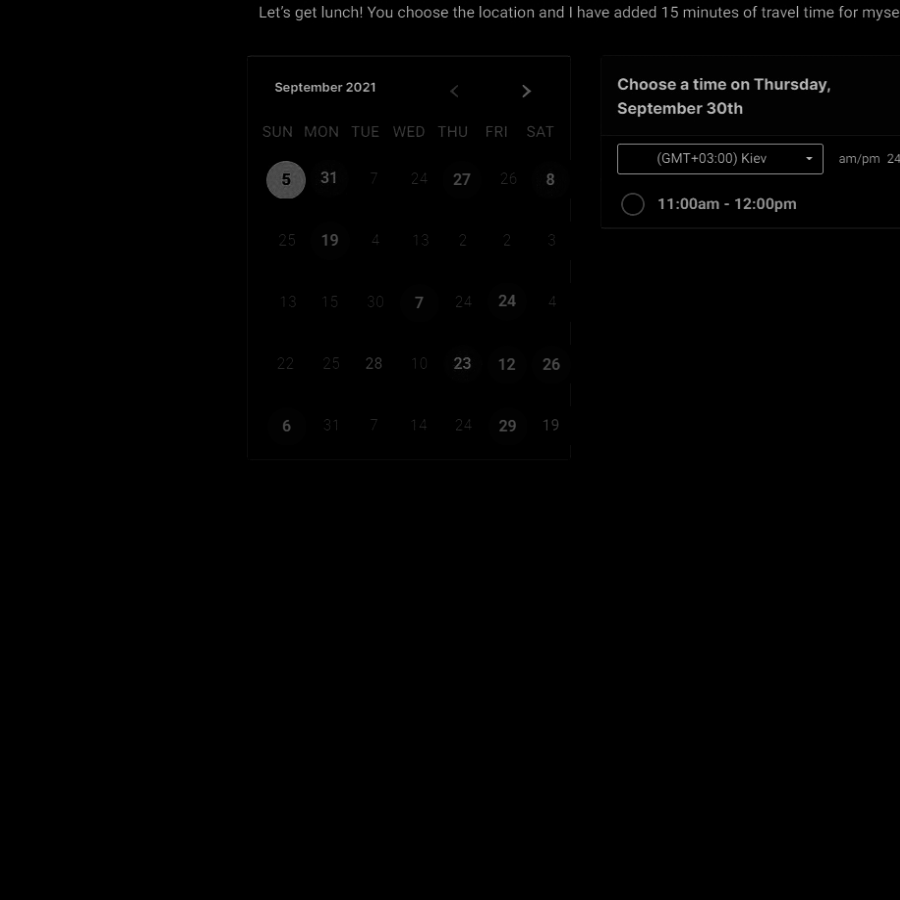 Let's get lunch! You choose the location and I have added 15 minutes of travel time for myse
September 2021
SUN MON TUE WED THU FRI SAT
5 31 7 24 27 26 8
25 19 4 13 2 2 3
13 15 30 7 24 24 4
22 25 28 10 23 12 26
6 31 7 14 24 29 19
Choose a time on Thursday,
September 30th
(GMT+03:00) Kiev am/pm 24
11:00am - 12:00pm